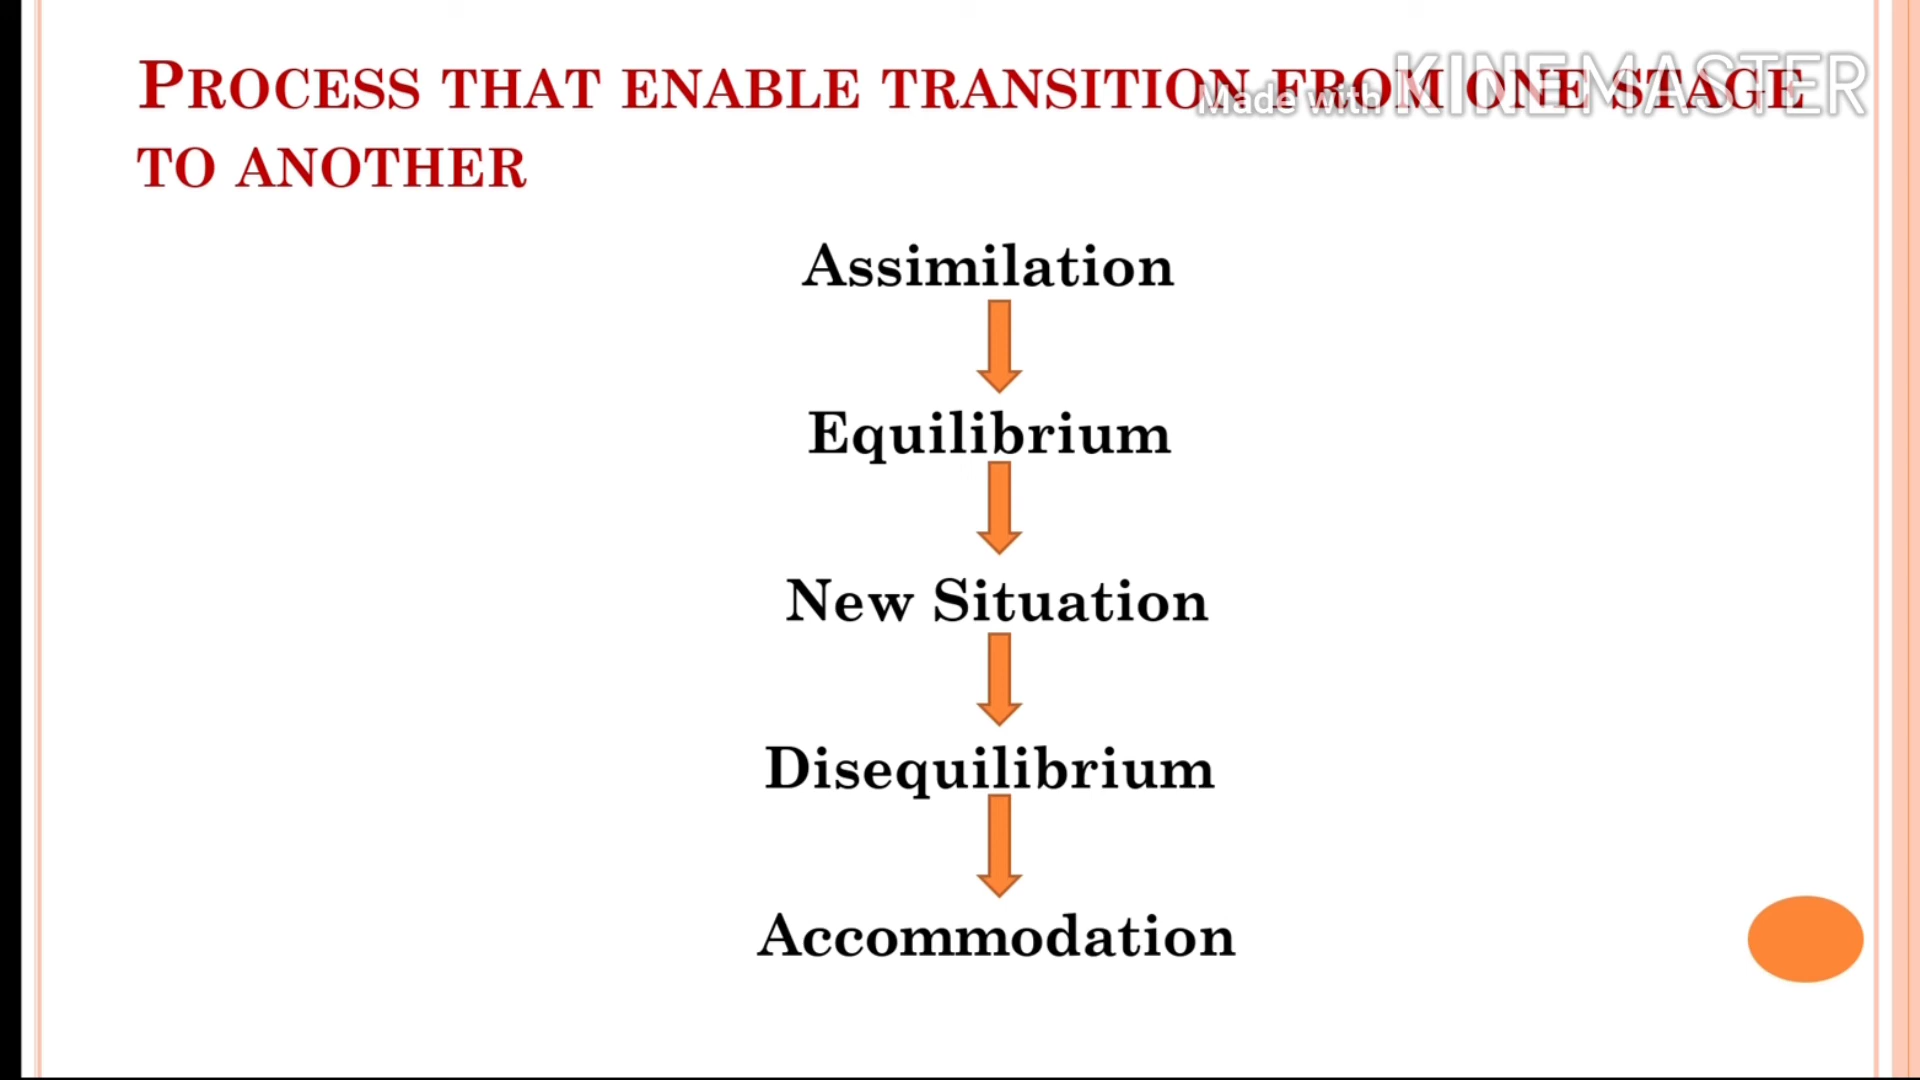 PROCESS THAT ENABLE TRANSITION FROM ONE STAGE
TO ANOTHER
Made with KINEMASTER
Assimilation
Equilibrium
New Situation
Disequilibrium
Accommodation